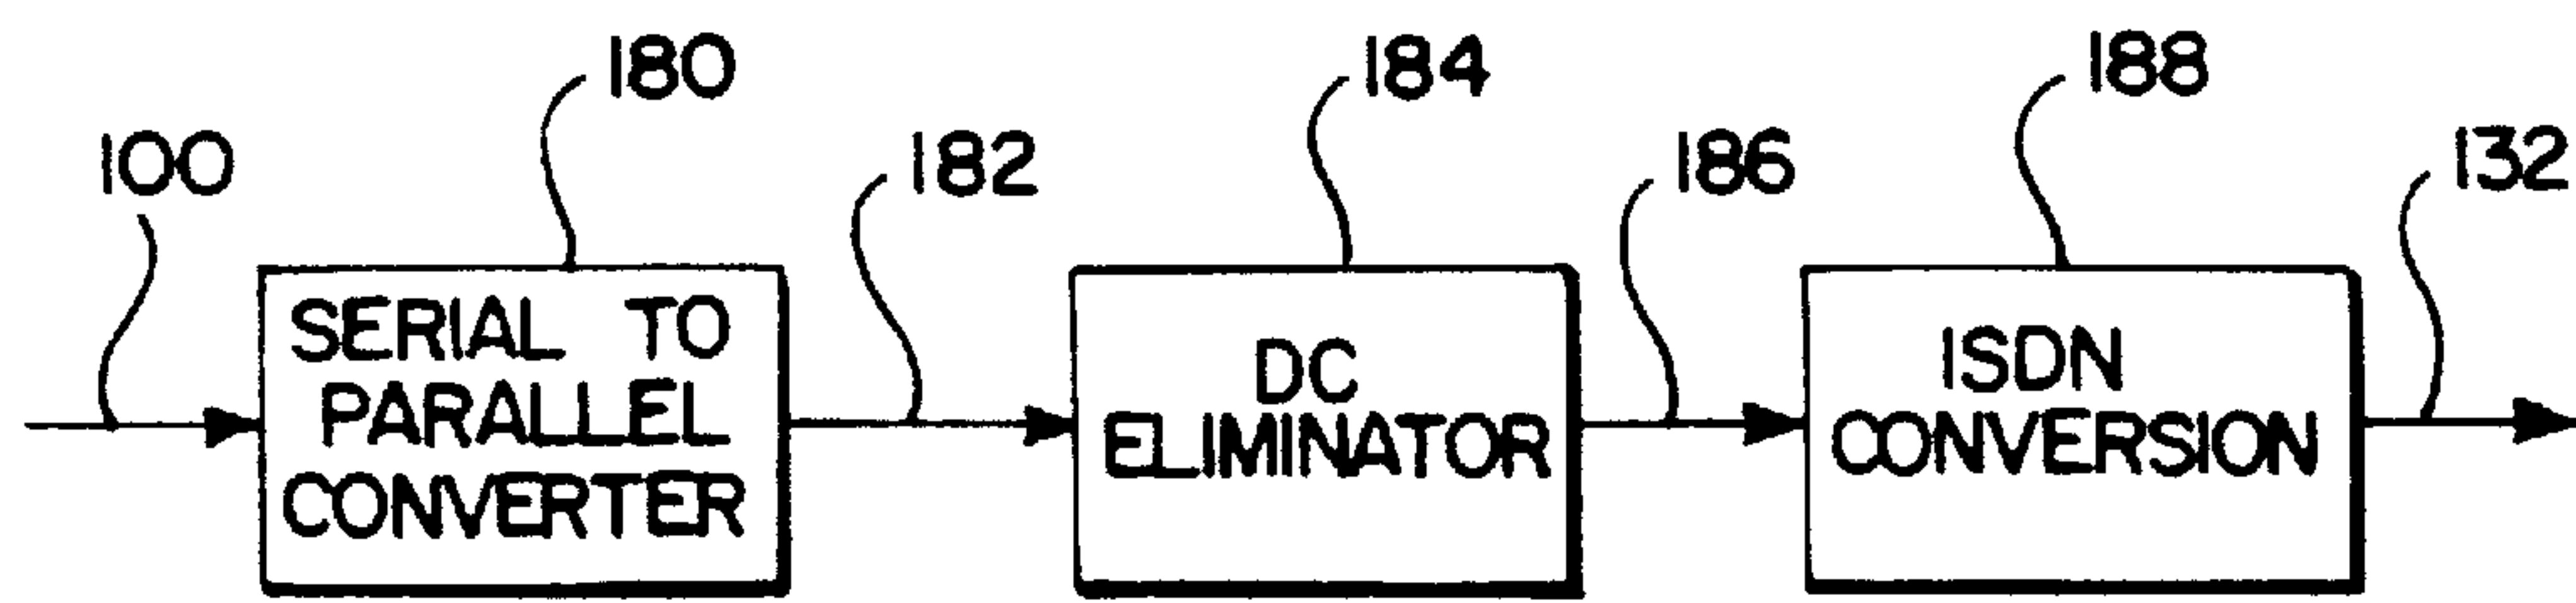 180
184
188
100
182
186
132
SERIAL TO
PARALLEL
CONVERTER
DC
ELIMINATOR
ISDN
CONVERSION